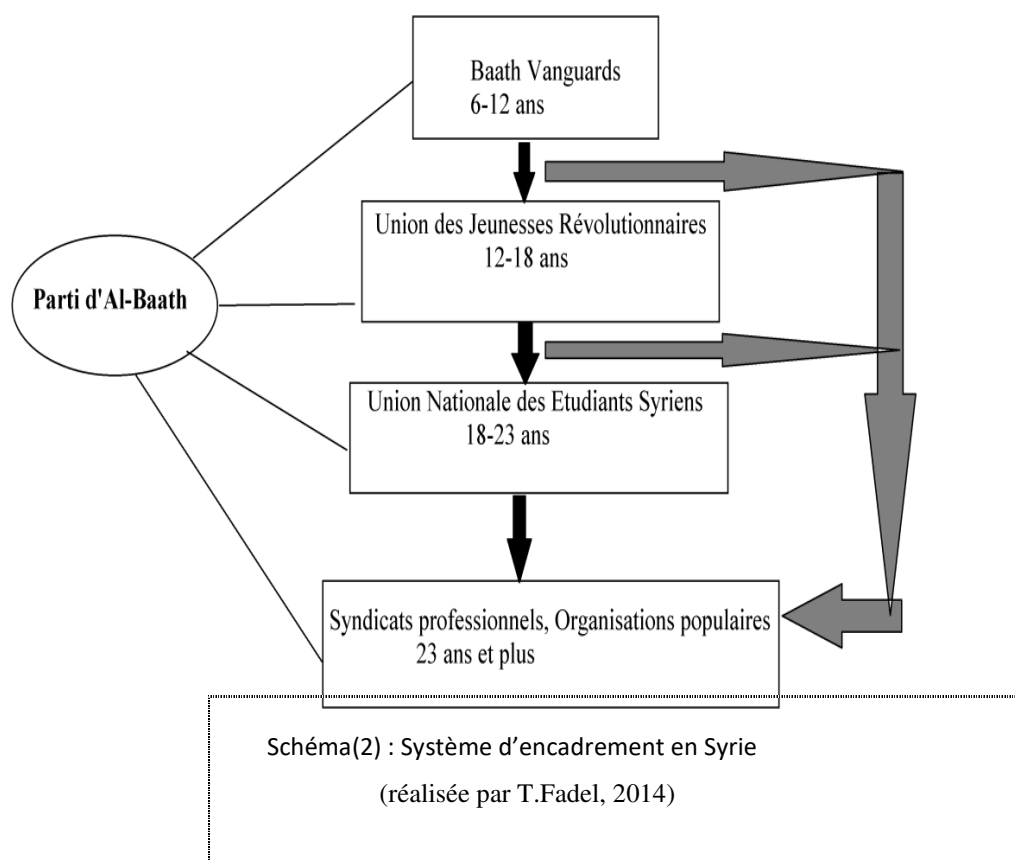 Baath Vanguards
6-12 ans
Union des Jeunesses Révolutionnaires
12-18 ans
Parti d'Al-Baath
Union Nationale des Etudiants Syriens
18-23 ans
Syndicats professionnels, Organisations populaires
23 ans et plus
Schéma(2) : Système d’encadrement en Syrie
(réalisée par T.Fadel, 2014)